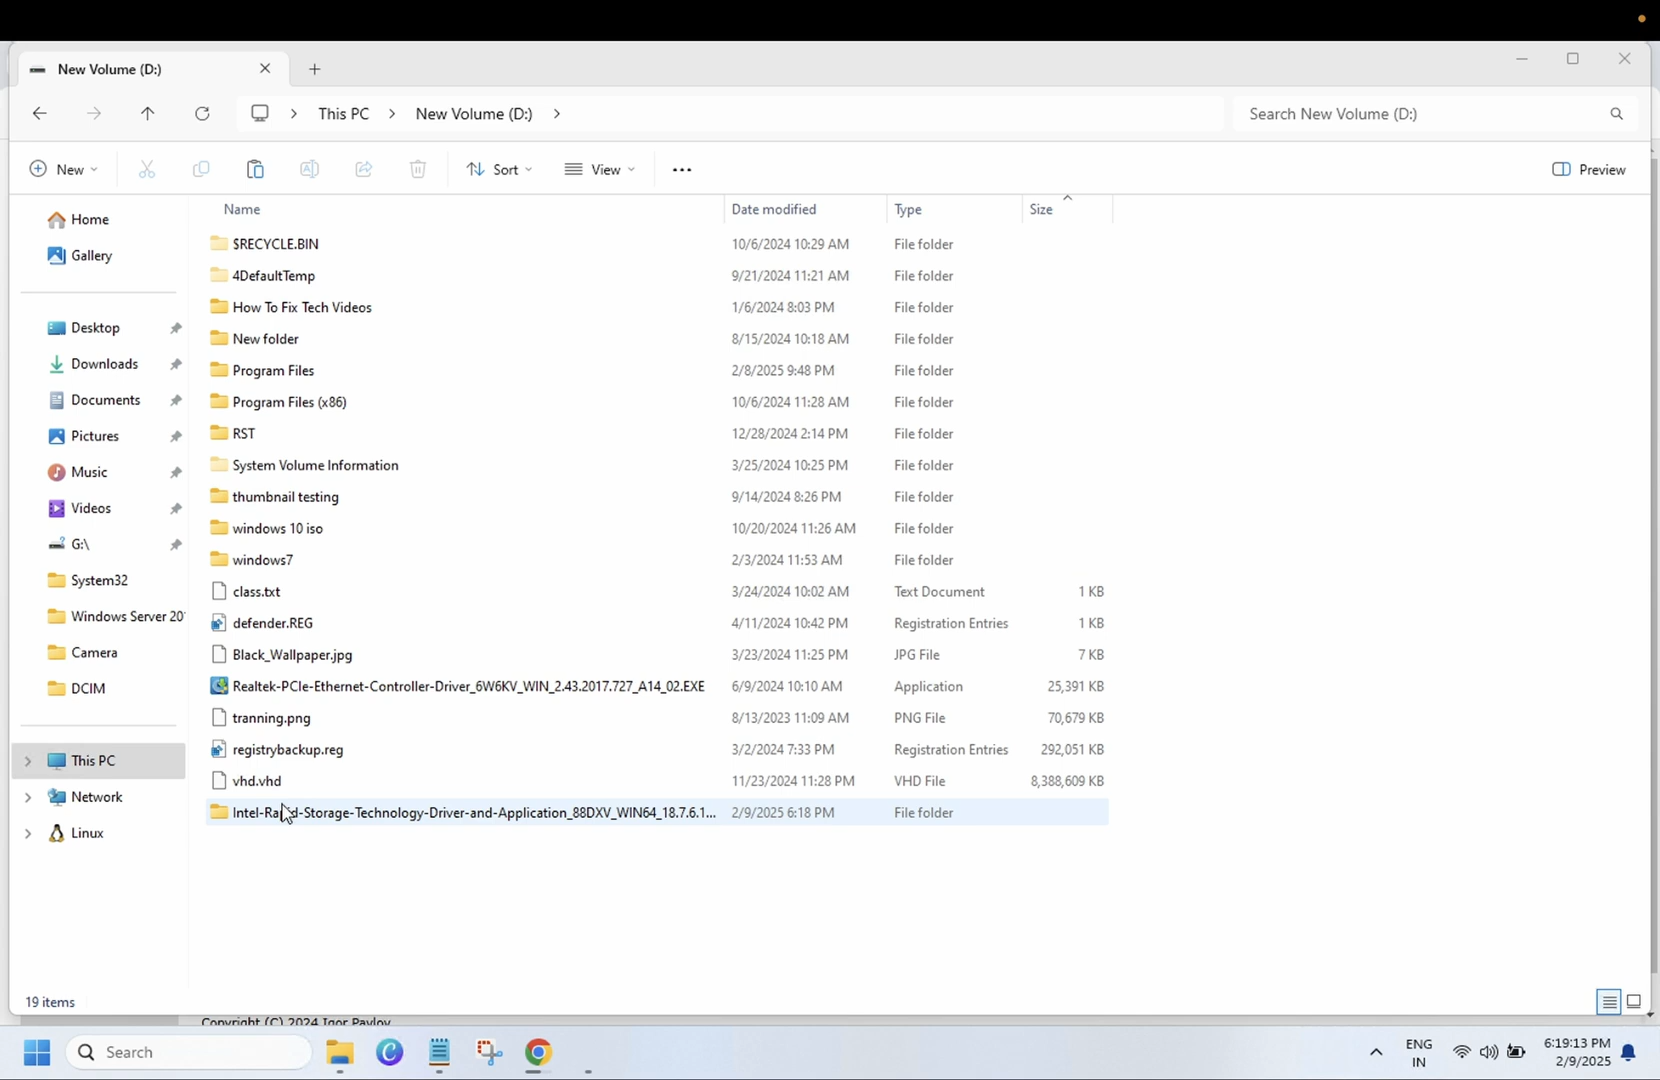 New Volume (D:)
This PC New Volume (D:)
Search New Volume (D:)
New Sort View ... Preview
Name Date modified Type Size
Home
Gallery
Desktop
Downloads
Documents
Pictures
Music
Videos
G:\
System32
Windows Server 20
Camera
DCIM
This PC
Network
Linux
$RECYCLE.BIN 10/6/2024 10:29 AM File folder
4DefaultTemp 9/21/2024 11:21 AM File folder
How To Fix Tech Videos 1/6/2024 8:03 PM File folder
New folder 8/15/2024 10:18 AM File folder
Program Files 2/8/2025 9:48 PM File folder
Program Files (x86) 10/6/2024 11:28 AM File folder
RST 12/28/2024 2:14 PM File folder
System Volume Information 3/25/2024 10:25 PM File folder
thumbnail testing 9/14/2024 8:26 PM File folder
windows 10 iso 10/20/2024 11:26 AM File folder
windows7 2/3/2024 11:53 AM File folder
class.txt 3/24/2024 10:02 AM Text Document 1 KB
defender.REG 4/11/2024 10:42 PM Registration Entries 1 KB
Black_Wallpaper.jpg 3/23/2024 11:25 PM JPG File 7 KB
Realtek-PCIe-Ethernet-Controller-Driver_6W6KV_WIN_2.43.2017.727_A14_02.EXE 6/9/2024 10:10 AM Application 25,391 KB
tranning.png 8/13/2023 11:09 AM PNG File 70,679 KB
registrybackup.reg 3/2/2024 7:33 PM Registration Entries 292,051 KB
vhd.vhd 11/23/2024 11:28 PM VHD File 8,388,609 KB
Intel-Rapid-Storage-Technology-Driver-and-Application_88DXV_WIN64_18.7.6.1... 2/9/2025 6:18 PM File folder
19 items
Copyright (C) 2024 Igor Pavlov
Search
ENG
IN
6:19:13 PM
2/9/2025